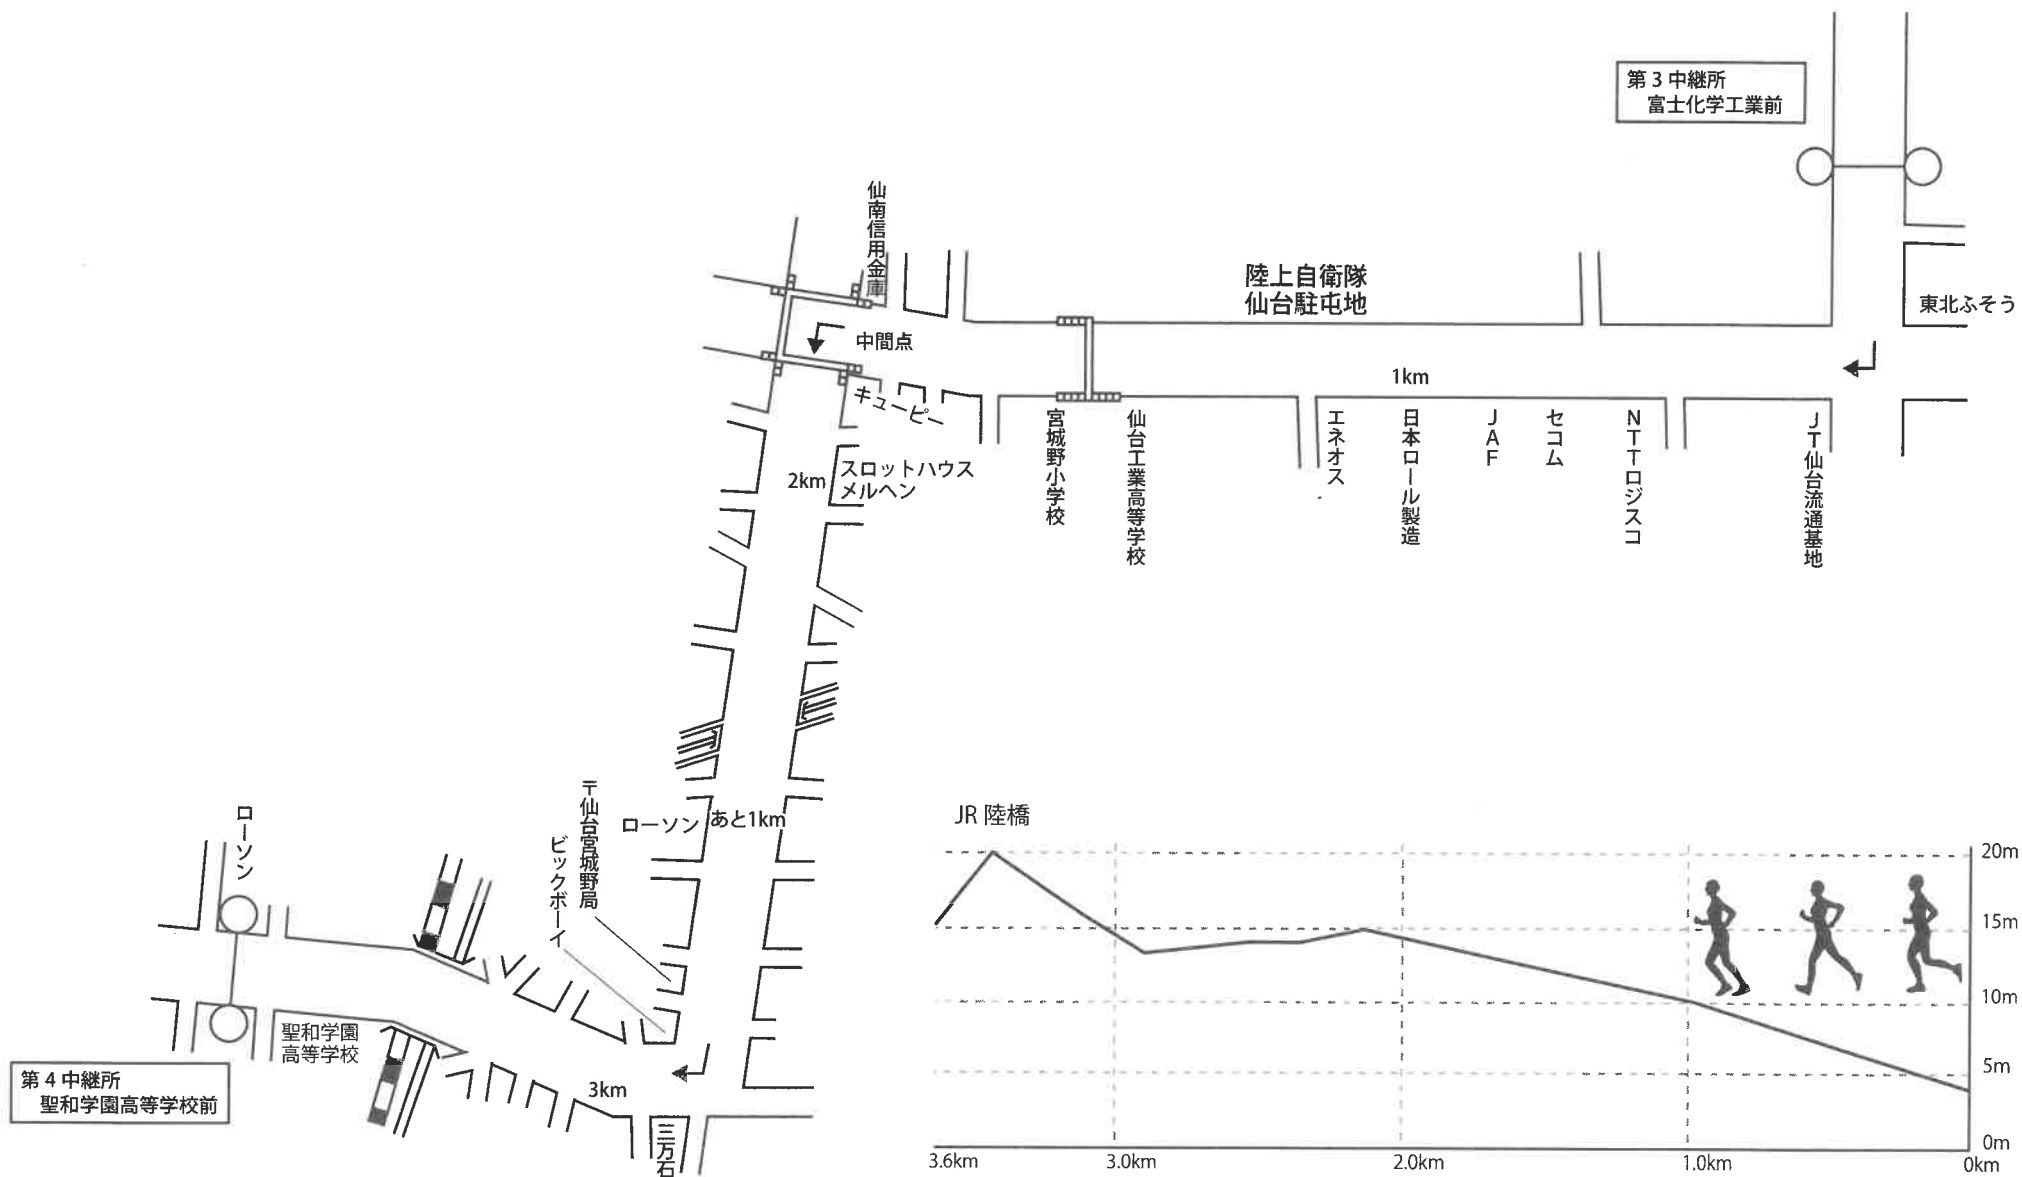 第3中継所
富士化学工業前
仙南信用金庫
陸上自衛隊
仙台駐屯地
東北ふそう
中間点
1km
キューピー
宮城野小学校
仙台工業高等学校
エネオス
日本ロール製造
JAF
セコム
NTTロジスコ
JT仙台流通基地
2km
スロットハウス
メルヘン
〒仙台宮城野局
ビックボーイ
ローソン
あと1km
ローソン
聖和学園
高等学校
第4中継所
聖和学園高等学校前
3km
三万石
JR陸橋
20m
15m
10m
5m
0m
3.6km
3.0km
2.0km
1.0km
0km